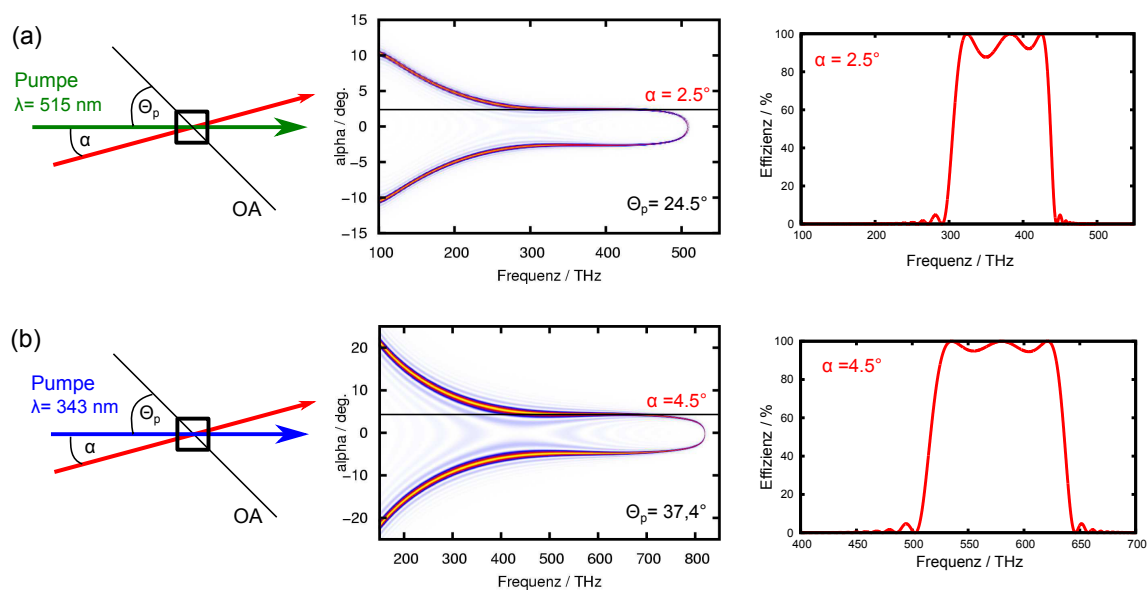 (a)
Pumpe
λ= 515 nm
Θp
α
OA
alpha / deg.
15
10
5
0
−5
−10
−15
α = 2.5°
Θp= 24.5°
100 200 300 400 500
Frequenz / THz
Effizienz / %
100
80
60
40
20
0
α = 2.5°
100 200 300 400 500
Frequenz / THz
(b)
Pumpe
λ= 343 nm
Θp
α
OA
alpha / deg.
20
10
0
−10
−20
α =4.5°
Θp= 37,4°
200 300 400 500 600 700 800
Frequenz / THz
Effizienz / %
100
80
60
40
20
0
α =4.5°
400 450 500 550 600 650 700
Frequenz / THz